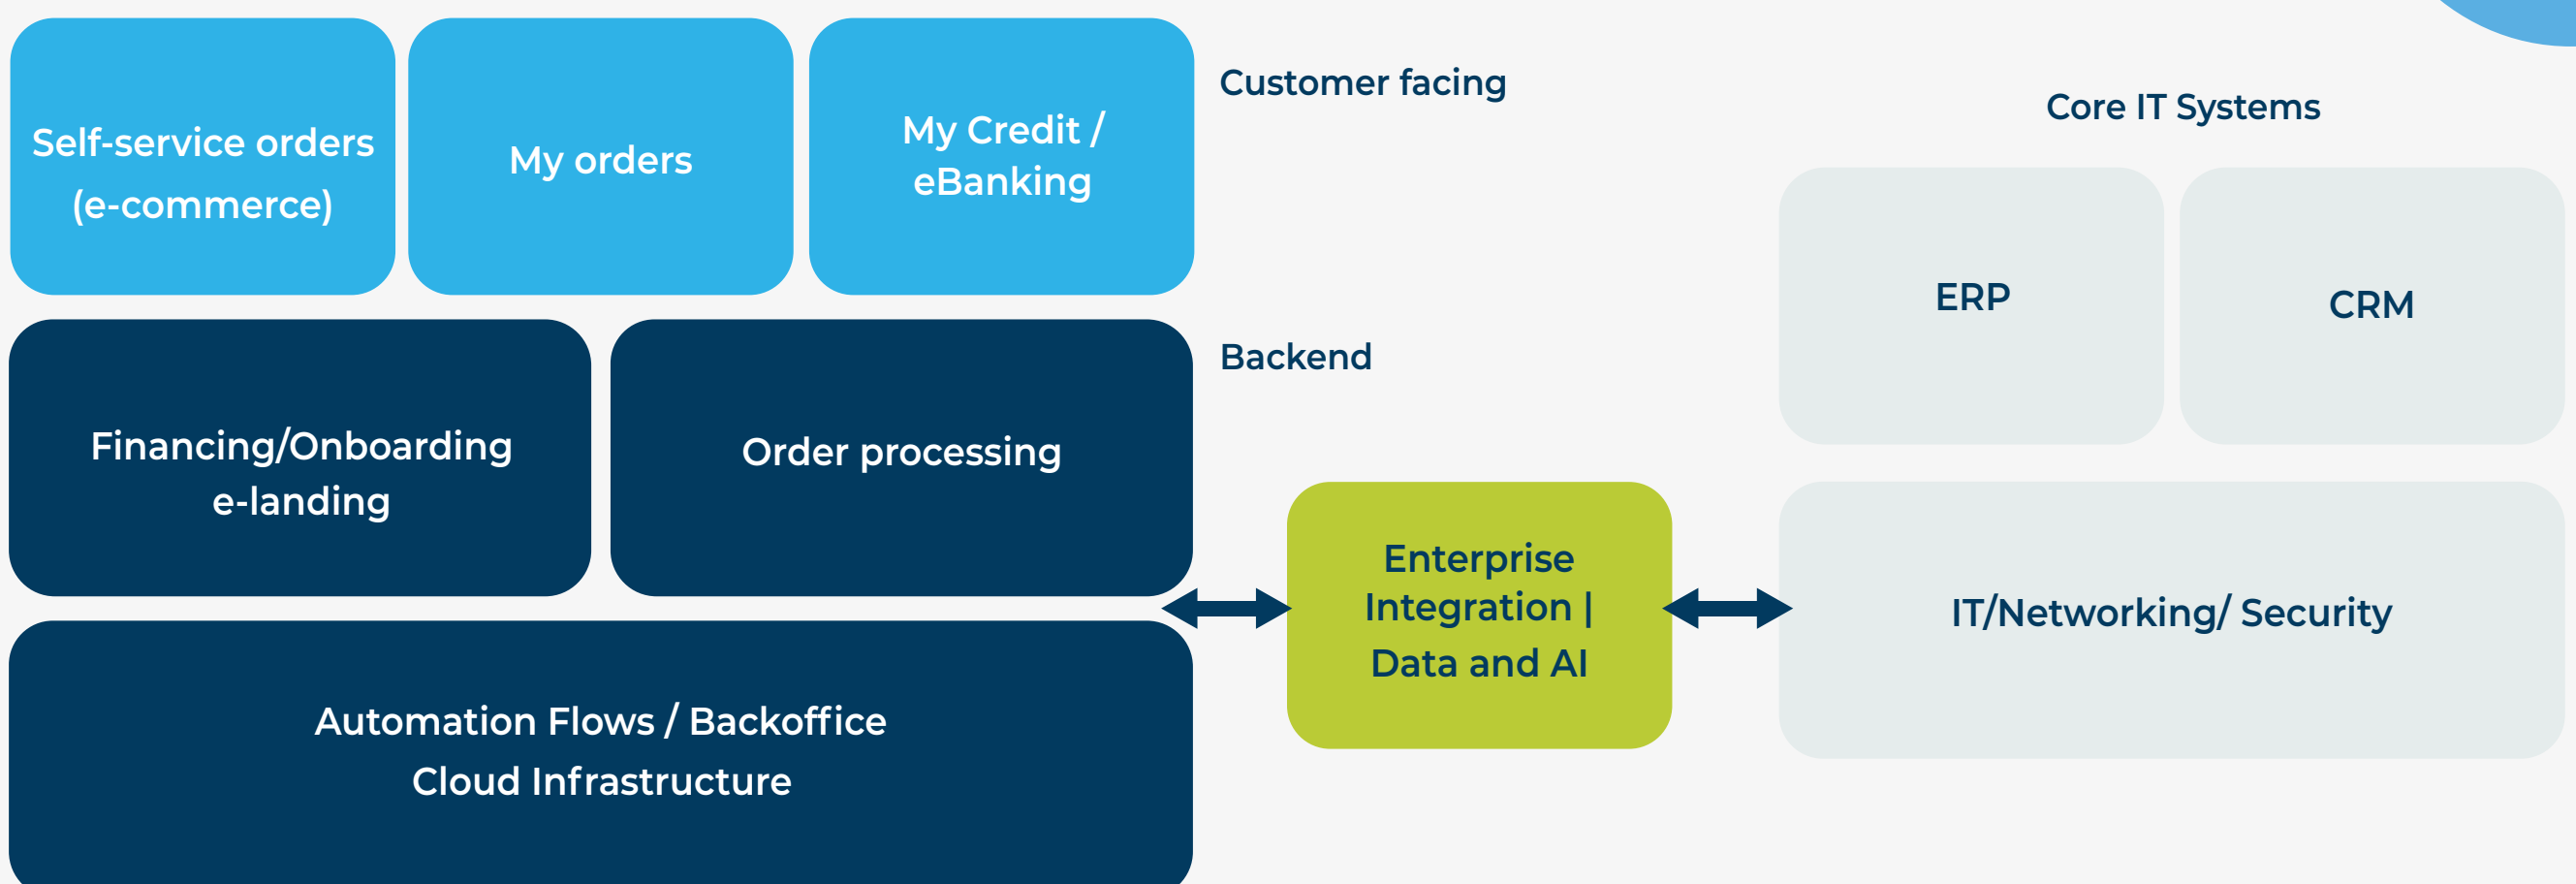 Self-service orders
(e-commerce)
My orders
My Credit /
eBanking
Customer facing
Core IT Systems
ERP
CRM
Backend
Financing/Onboarding
e-landing
Order processing
Enterprise
Integration |
Data and AI
IT/Networking/ Security
Automation Flows / Backoffice
Cloud Infrastructure